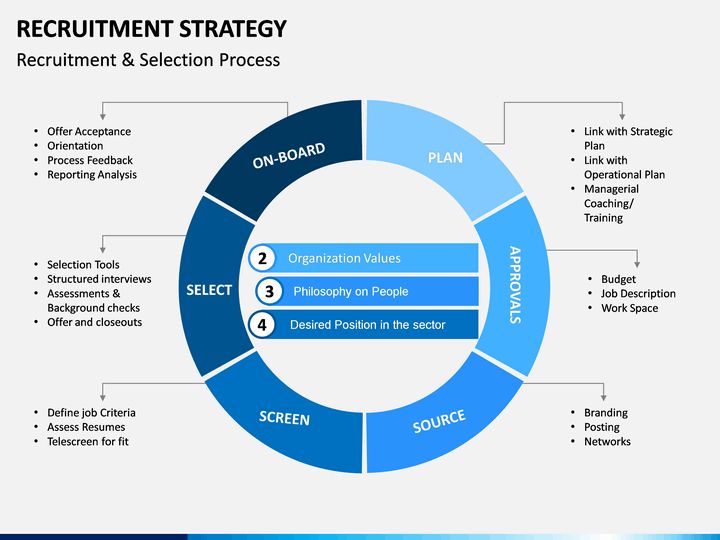 RECRUITMENT STRATEGY
Recruitment & Selection Process
• Offer Acceptance
• Orientation
• Process Feedback
• Reporting Analysis
ON-BOARD
PLAN
• Link with Strategic
Plan
• Link with
Operational Plan
• Managerial
Coaching/
Training
• Selection Tools
• Structured interviews
• Assessments &
Background checks
• Offer and closeouts
SELECT
2 Organization Values
3 Philosophy on People
4 Desired Position in the sector
APPROVALS
• Budget
• Job Description
• Work Space
• Define job Criteria
• Assess Resumes
• Telescreen for fit
SCREEN
SOURCE
• Branding
• Posting
• Networks